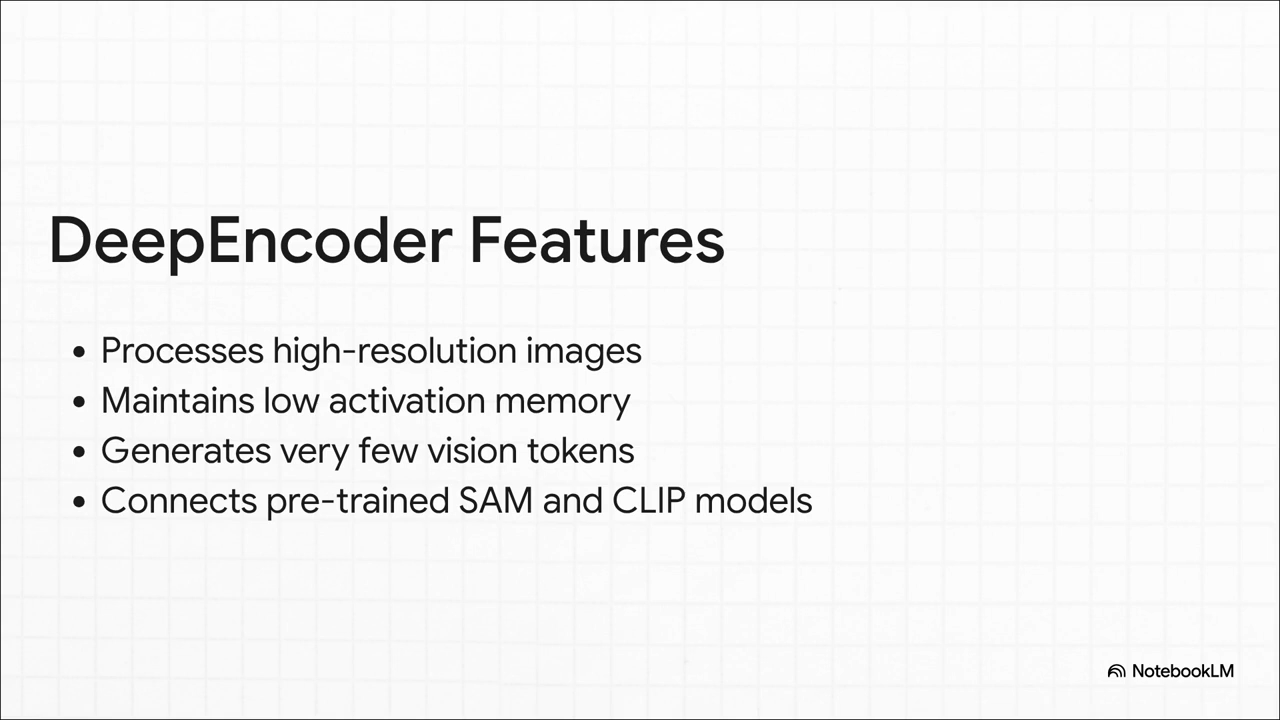 DeepEncoder Features
• Processes high-resolution images
• Maintains low activation memory
• Generates very few vision tokens
• Connects pre-trained SAM and CLIP models
NotebookLM